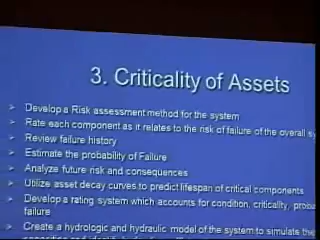 3. Criticality of Assets
➢ Develop a Risk assessment method for the system
➢ Rate each component as it relates to the risk of failure of the overall sy
➢ Review failure history
➢ Estimate the probability of Failure
➢ Analyze future risk and consequences
➢ Utilize asset decay curves to predict lifespan of critical components
➢ Develop a rating system which accounts for condition, criticality, proba
failure
➢ Create a hydrologic and hydraulic model of the system to simulate the